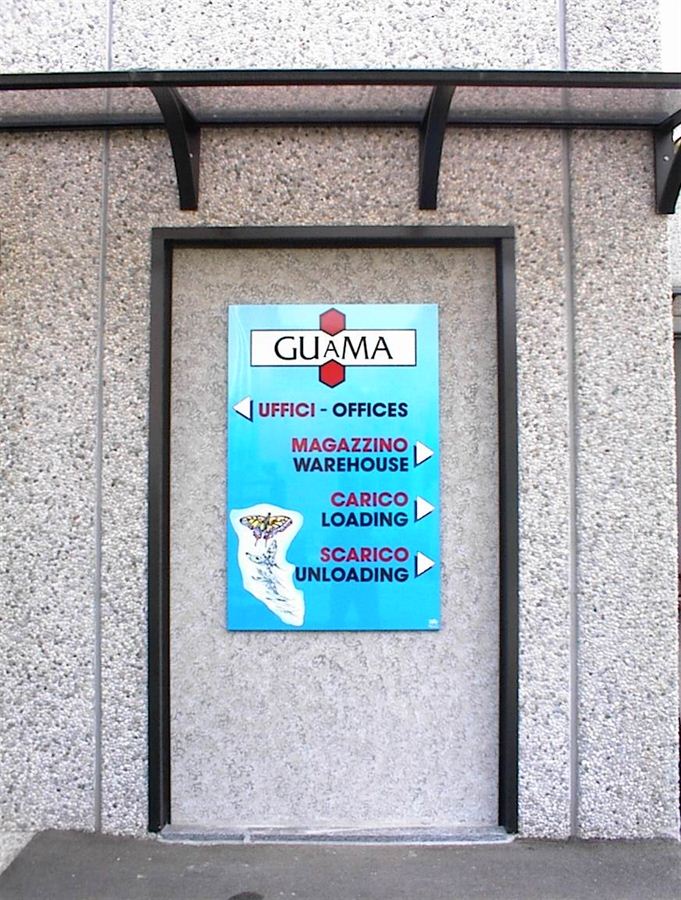 GUAMA
UFFICI - OFFICES
MAGAZZINO
WAREHOUSE
CARICO
LOADING
SCARICO
UNLOADING